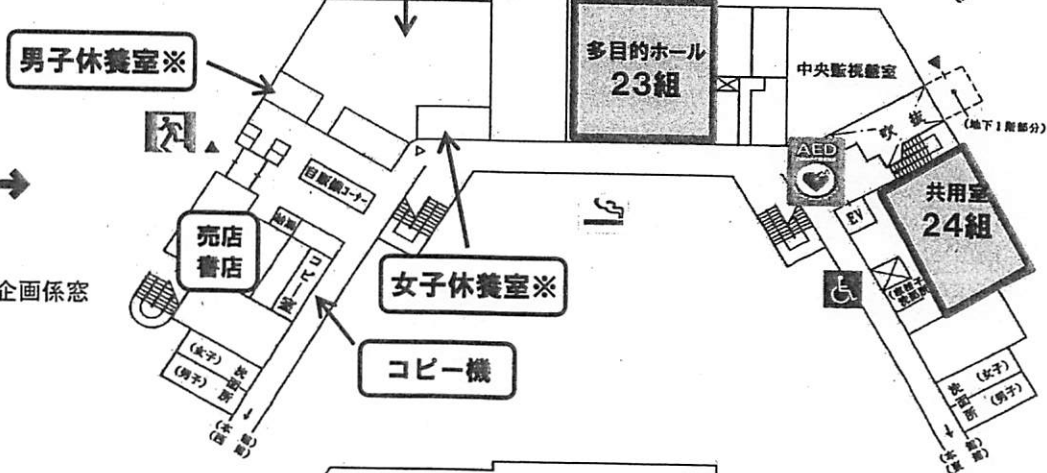 男子休養室※
多目的ホール
23組
中央監視盤室
吹抜
(地下1階部分)
AED
自販機コーナー
共用室
24組
EV
売店
書店
コピー室
企画係窓
女子休養室※
コピー機
(女子)
(男子)
洗面所
(女子)
(男子)
洗面所